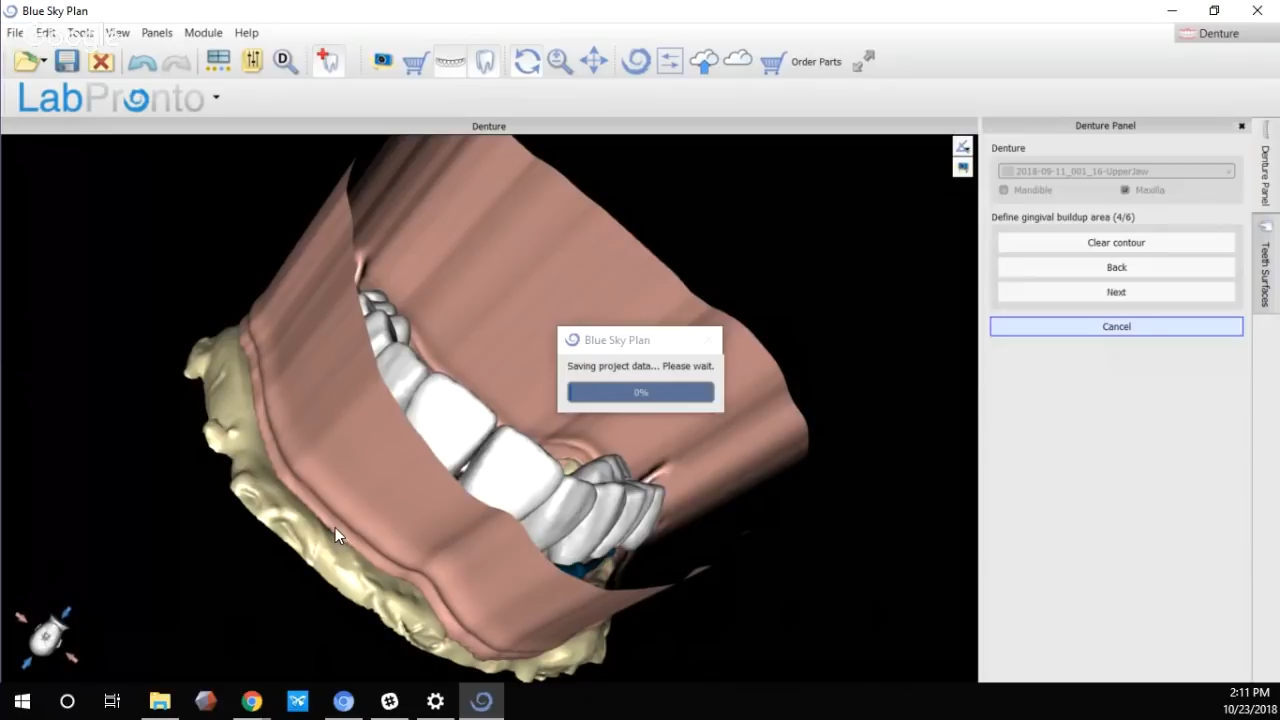 Blue Sky Plan
File Edit Tools View Panels Module Help
Google
Denture
D
Order Parts
LabPronto
Denture
Denture Panel
Denture
2018-09-11_001_16-UpperJaw
Mandible Maxilla
Define gingival buildup area (4/6)
Clear contour
Back
Next
Cancel
Denture Panel
Teeth Surfaces
Blue Sky Plan
Saving project data... Please wait.
0%
2:11 PM
10/23/2018